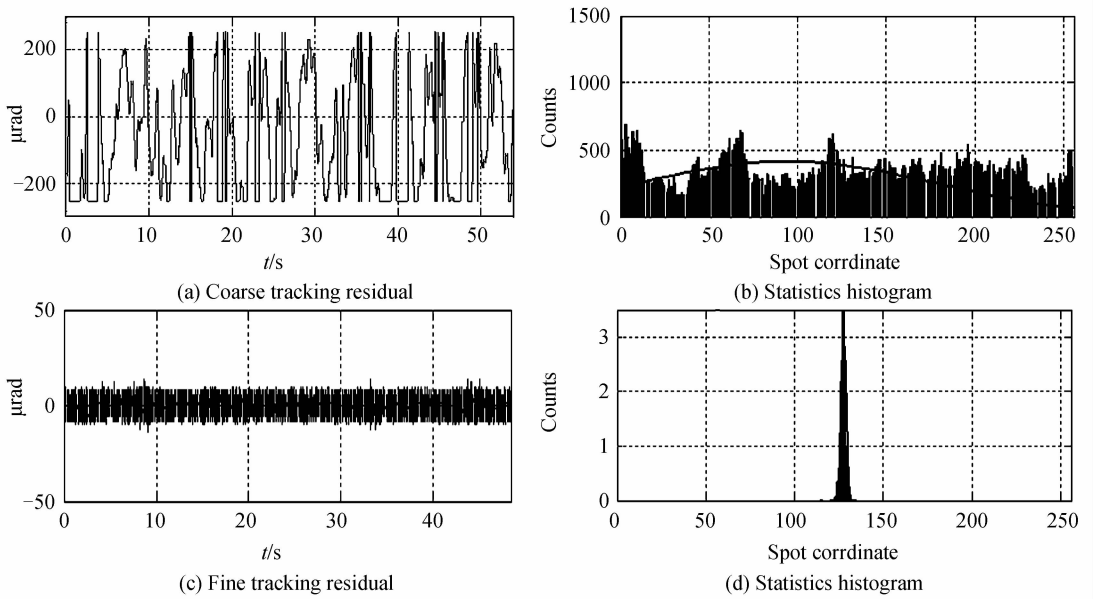 200
0
−200
μrad
0 10 20 30 40 50
t/s
(a) Coarse tracking residual
1500
1000
500
0
Counts
0 50 100 150 200 250
Spot corrdinate
(b) Statistics histogram
50
0
−50
μrad
0 10 20 30 40
t/s
(c) Fine tracking residual
3
2
1
0
Counts
0 50 100 150 200 250
Spot corrdinate
(d) Statistics histogram